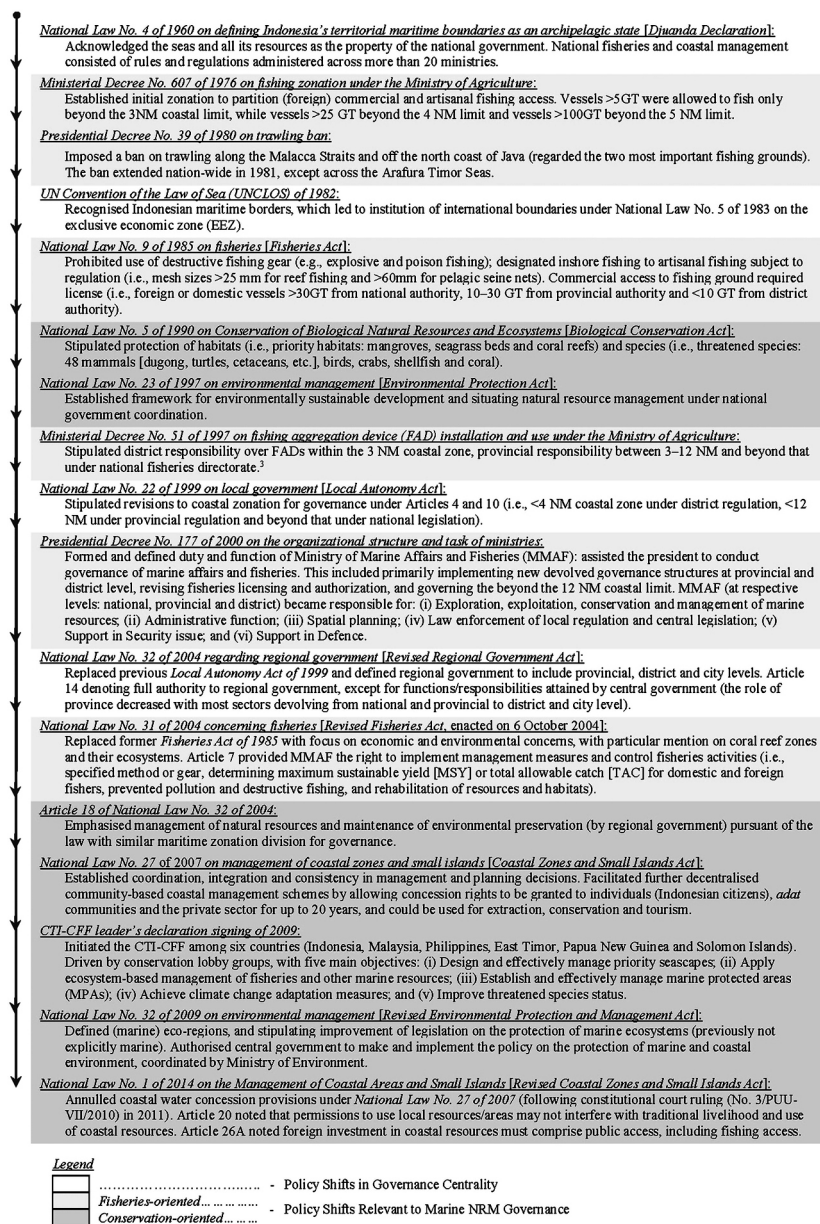 National Law No. 4 of 1960 on defining Indonesia's territorial maritime boundaries as an archipelagic state [Djuanda Declaration]:
Acknowledged the seas and all its resources as the property of the national government. National fisheries and coastal management
consisted of rules and regulations administered across more than 20 ministries.
Ministerial Decree No. 607 of 1976 on fishing zonation under the Ministry of Agriculture:
Established initial zonation to partition (foreign) commercial and artisanal fishing access. Vessels >5GT were allowed to fish only
beyond the 3NM coastal limit, while vessels >25 GT beyond the 4 NM limit and vessels >100GT beyond the 5 NM limit.
Presidential Decree No. 39 of 1980 on trawling ban:
Imposed a ban on trawling along the Malacca Straits and off the north coast of Java (regarded the two most important fishing grounds).
The ban extended nation-wide in 1981, except across the Arafura Timor Seas.
UN Convention of the Law of Sea (UNCLOS) of 1982:
Recognised Indonesian maritime borders, which led to institution of international boundaries under National Law No. 5 of 1983 on the
exclusive economic zone (EEZ).
National Law No. 9 of 1985 on fisheries [Fisheries Act]:
Prohibited use of destructive fishing gear (e.g., explosive and poison fishing); designated inshore fishing to artisanal fishing subject to
regulation (i.e., mesh sizes >25 mm for reef fishing and >60mm for pelagic seine nets). Commercial access to fishing ground required
license (i.e., foreign or domestic vessels >30GT from national authority, 10–30 GT from provincial authority and <10 GT from district
authority).
National Law No. 5 of 1990 on Conservation of Biological Natural Resources and Ecosystems [Biological Conservation Act]:
Stipulated protection of habitats (i.e., priority habitats: mangroves, seagrass beds and coral reefs) and species (i.e., threatened species:
48 mammals [dugong, turtles, cetaceans, etc.], birds, crabs, shellfish and coral).
National Law No. 23 of 1997 on environmental management [Environmental Protection Act]:
Established framework for environmentally sustainable development and situating natural resource management under national
government coordination.
Ministerial Decree No. 51 of 1997 on fishing aggregation device (FAD) installation and use under the Ministry of Agriculture:
Stipulated district responsibility over FADs within the 3 NM coastal zone, provincial responsibility between 3–12 NM and beyond that
under national fisheries directorate.³
National Law No. 22 of 1999 on local government [Local Autonomy Act]:
Stipulated revisions to coastal zonation for governance under Articles 4 and 10 (i.e., <4 NM coastal zone under district regulation, <12
NM under provincial regulation and beyond that under national legislation).
Presidential Decree No. 177 of 2000 on the organizational structure and task of ministries:
Formed and defined duty and function of Ministry of Marine Affairs and Fisheries (MMAF): assisted the president to conduct
governance of marine affairs and fisheries. This included primarily implementing new devolved governance structures at provincial and
district level, revising fisheries licensing and authorization, and governing the beyond the 12 NM coastal limit. MMAF (at respective
levels: national, provincial and district) became responsible for: (i) Exploration, exploitation, conservation and management of marine
resources; (ii) Administrative function; (iii) Spatial planning; (iv) Law enforcement of local regulation and central legislation; (v)
Support in Security issue; and (vi) Support in Defence.
National Law No. 32 of 2004 regarding regional government [Revised Regional Government Act]:
Replaced previous Local Autonomy Act of 1999 and defined regional government to include provincial, district and city levels. Article
14 denoting full authority to regional government, except for functions/responsibilities attained by central government (the role of
province decreased with most sectors devolving from national and provincial to district and city level).
National Law No. 31 of 2004 concerning fisheries [Revised Fisheries Act, enacted on 6 October 2004]:
Replaced former Fisheries Act of 1985 with focus on economic and environmental concerns, with particular mention on coral reef zones
and their ecosystems. Article 7 provided MMAF the right to implement management measures and control fisheries activities (i.e.,
specified method or gear, determining maximum sustainable yield [MSY] or total allowable catch [TAC] for domestic and foreign
fishers, prevented pollution and destructive fishing, and rehabilitation of resources and habitats).
Article 18 of National Law No. 32 of 2004:
Emphasised management of natural resources and maintenance of environmental preservation (by regional government) pursuant of the
law with similar maritime zonation division for governance.
National Law No. 27 of 2007 on management of coastal zones and small islands [Coastal Zones and Small Islands Act]:
Established coordination, integration and consistency in management and planning decisions. Facilitated further decentralised
community-based coastal management schemes by allowing concession rights to be granted to individuals (Indonesian citizens), adat
communities and the private sector for up to 20 years, and could be used for extraction, conservation and tourism.
CTI-CFF leader's declaration signing of 2009:
Initiated the CTI-CFF among six countries (Indonesia, Malaysia, Philippines, East Timor, Papua New Guinea and Solomon Islands).
Driven by conservation lobby groups, with five main objectives: (i) Design and effectively manage priority seascapes; (ii) Apply
ecosystem-based management of fisheries and other marine resources; (iii) Establish and effectively manage marine protected areas
(MPAs); (iv) Achieve climate change adaptation measures; and (v) Improve threatened species status.
National Law No. 32 of 2009 on environmental management [Revised Environmental Protection and Management Act]:
Defined (marine) eco-regions, and stipulating improvement of legislation on the protection of marine ecosystems (previously not
explicitly marine). Authorised central government to make and implement the policy on the protection of marine and coastal
environment, coordinated by Ministry of Environment.
National Law No. 1 of 2014 on the Management of Coastal Areas and Small Islands [Revised Coastal Zones and Small Islands Act]:
Annulled coastal water concession provisions under National Law No. 27 of 2007 (following constitutional court ruling (No. 3/PUU-
VII/2010) in 2011). Article 20 noted that permissions to use local resources/areas may not interfere with traditional livelihood and use
of coastal resources. Article 26A noted foreign investment in coastal resources must comprise public access, including fishing access.
Legend
................................. - Policy Shifts in Governance Centrality
Fisheries-oriented............... - Policy Shifts Relevant to Marine NRM Governance
Conservation-oriented.........